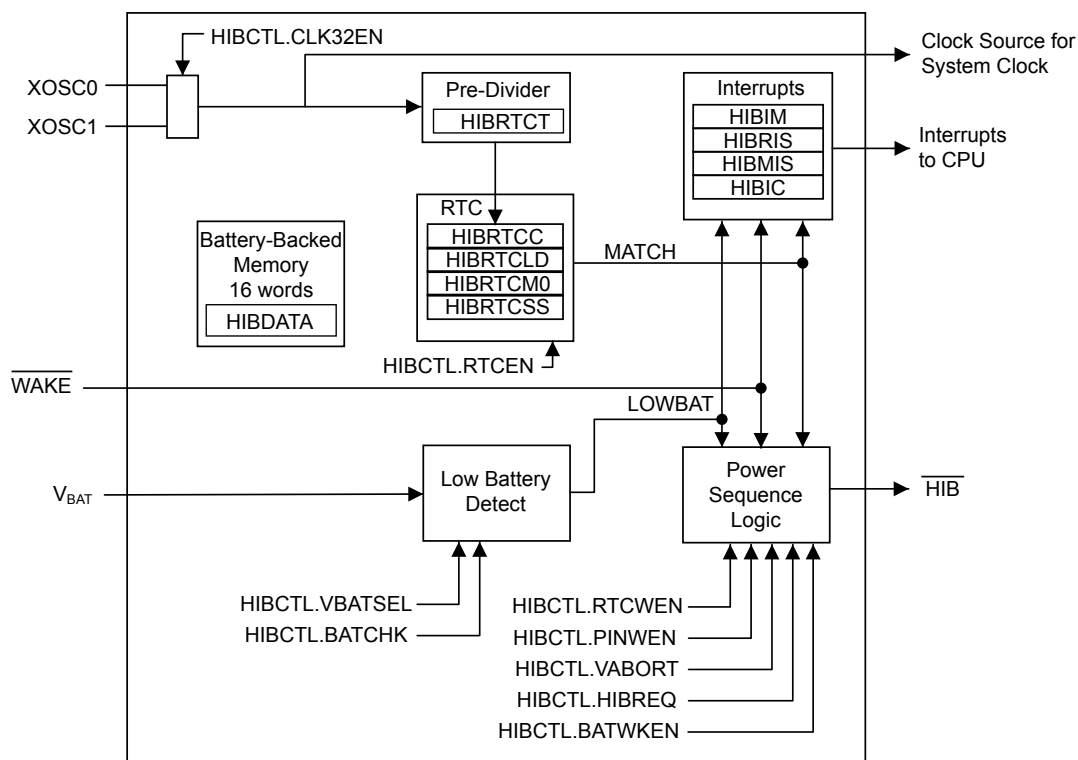 HIBCTL.CLK32EN
XOSC0
XOSC1
Clock Source for
System Clock
Pre-Divider
HIBRTCT
Interrupts
HIBIM
HIBRIS
HIBMIS
HIBIC
Interrupts
to CPU
RTC
HIBRTCC
HIBRTCLD
HIBRTCM0
HIBRTCSS
MATCH
Battery-Backed
Memory
16 words
HIBDATA
HIBCTL.RTCEN
WAKE
LOWBAT
VBAT
Low Battery
Detect
Power
Sequence
Logic
HIB
HIBCTL.VBATSEL
HIBCTL.BATCHK
HIBCTL.RTCWEN
HIBCTL.PINWEN
HIBCTL.VABORT
HIBCTL.HIBREQ
HIBCTL.BATWKEN